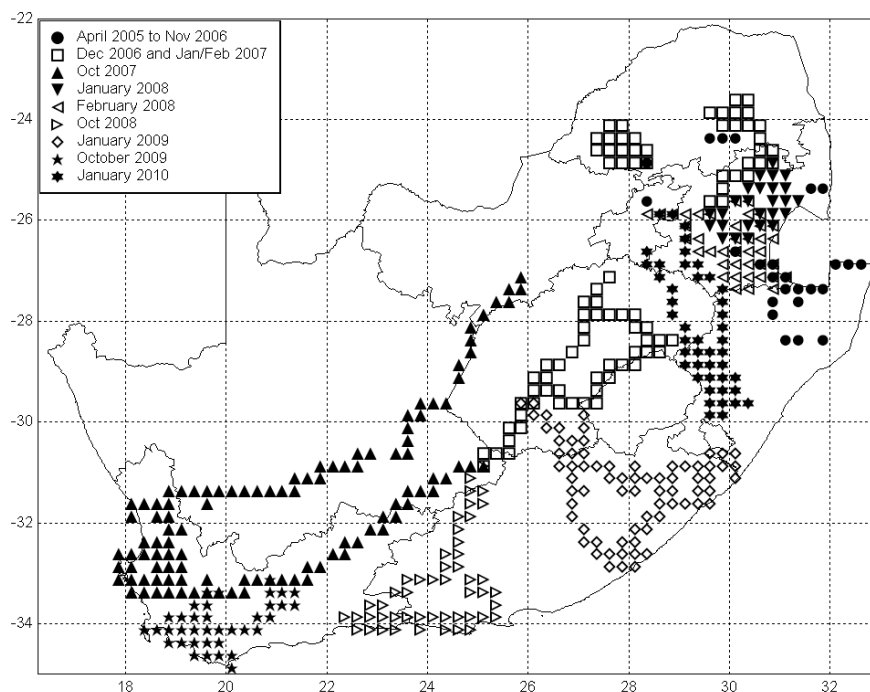 -22
-24
-26
-28
-30
-32
-34
April 2005 to Nov 2006
Dec 2006 and Jan/Feb 2007
Oct 2007
January 2008
February 2008
Oct 2008
January 2009
October 2009
January 2010
18 20 22 24 26 28 30 32